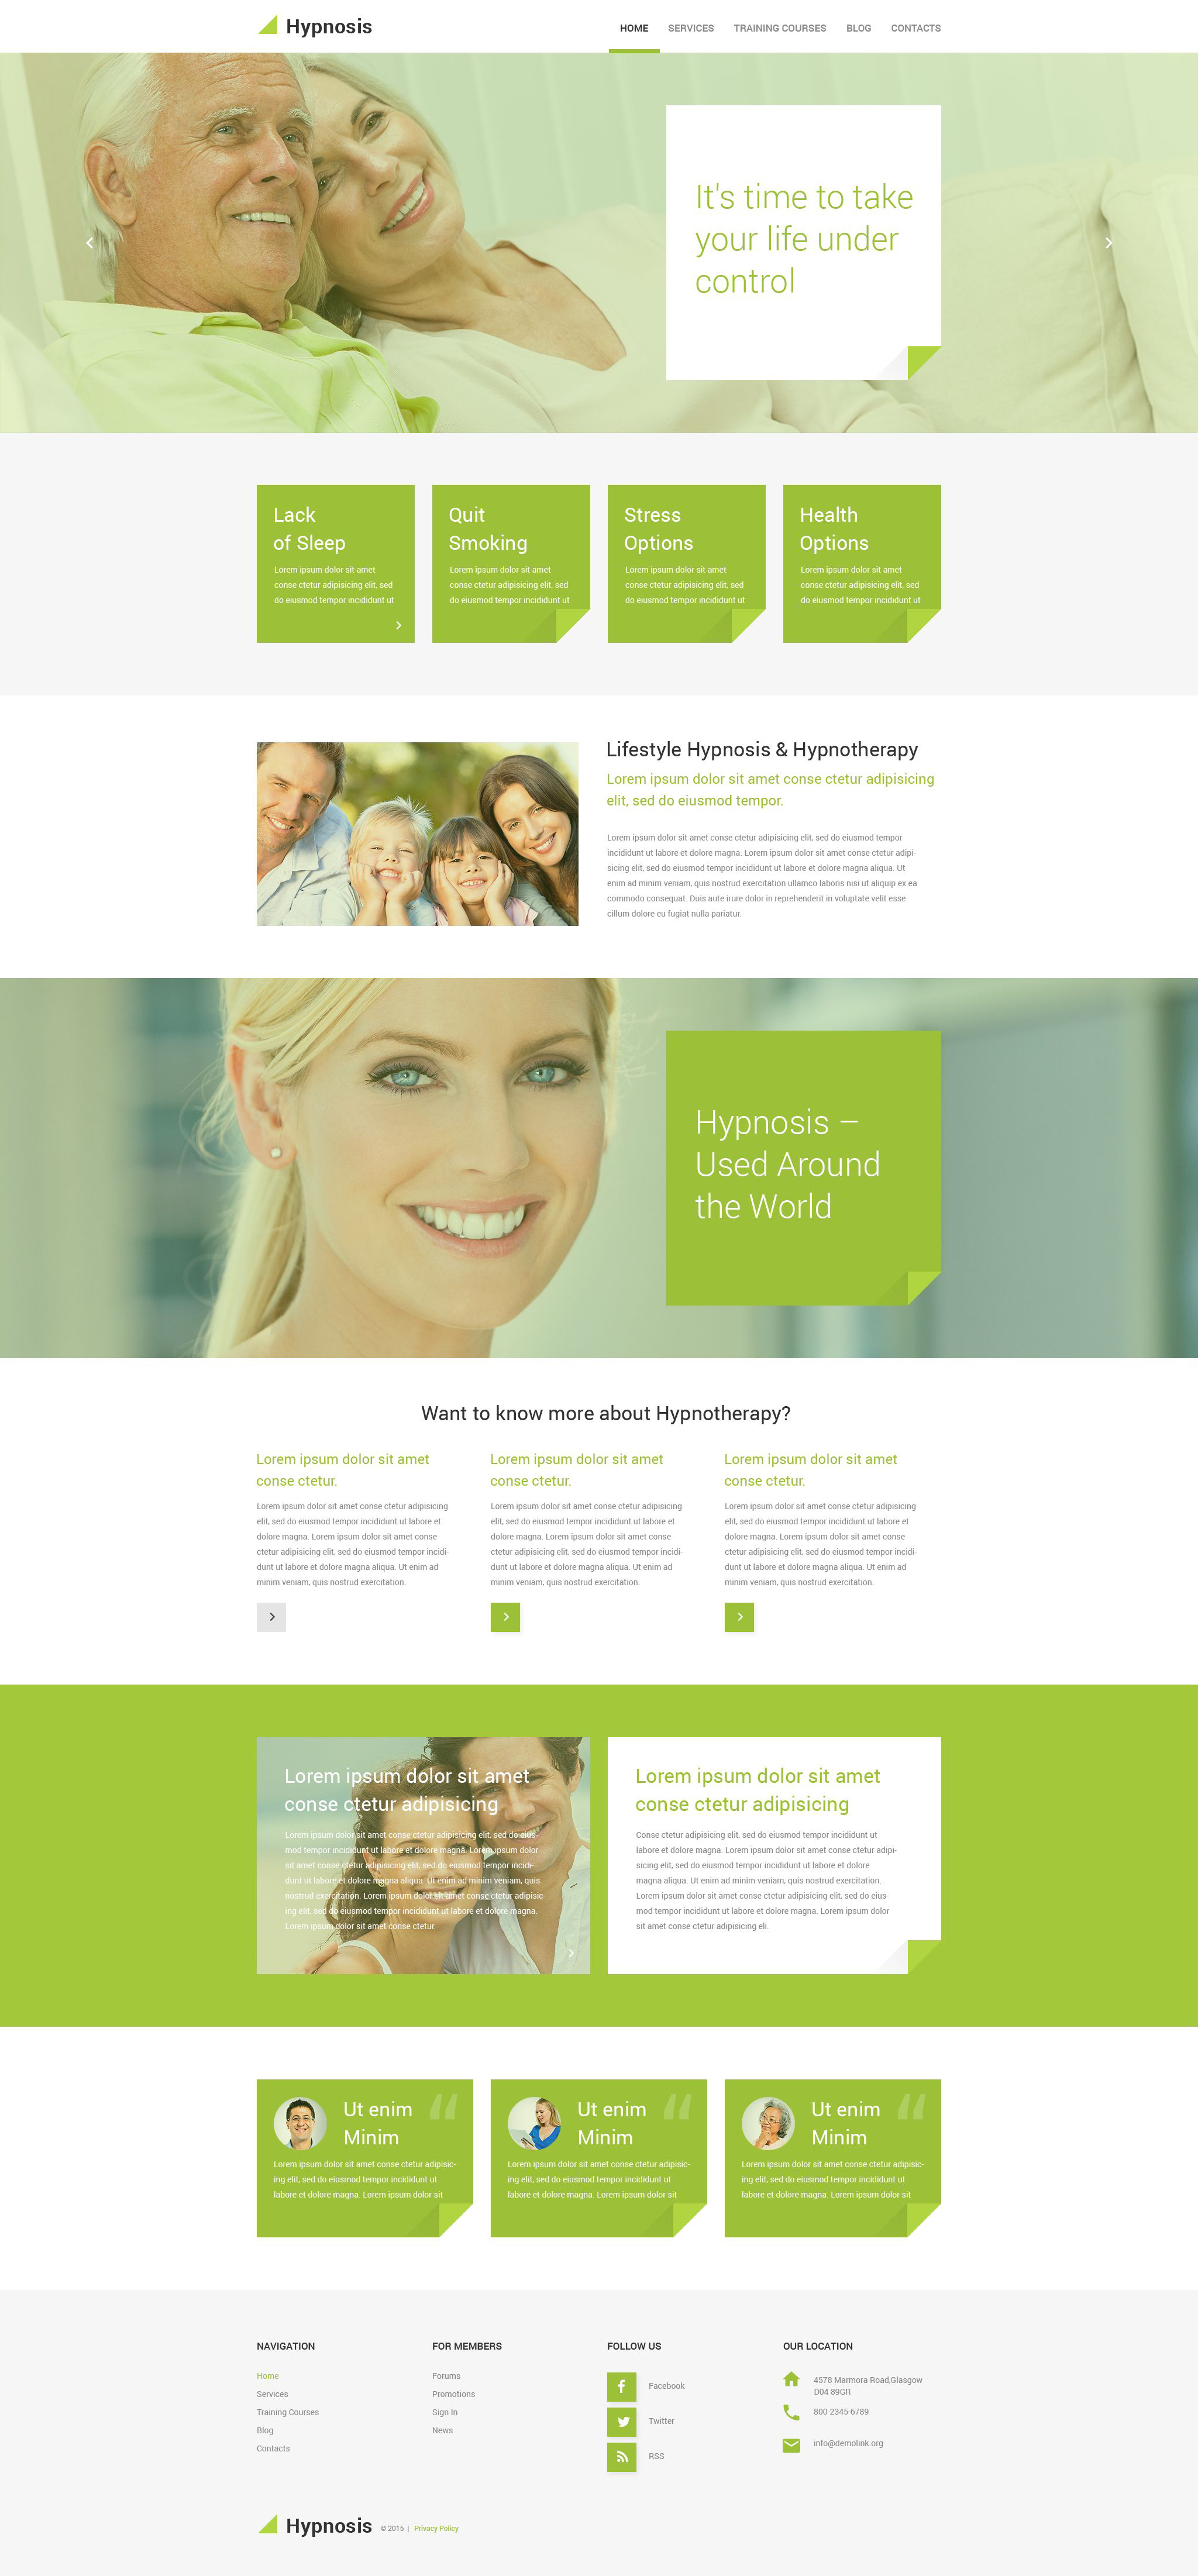 Hypnosis
HOME SERVICES TRAINING COURSES BLOG CONTACTS
It's time to take
your life under
control
Lack
of Sleep
Lorem ipsum dolor sit amet
conse ctetur adipisicing elit, sed
do eiusmod tempor incididunt ut
Quit
Smoking
Lorem ipsum dolor sit amet
conse ctetur adipisicing elit, sed
do eiusmod tempor incididunt ut
Stress
Options
Lorem ipsum dolor sit amet
conse ctetur adipisicing elit, sed
do eiusmod tempor incididunt ut
Health
Options
Lorem ipsum dolor sit amet
conse ctetur adipisicing elit, sed
do eiusmod tempor incididunt ut
Lifestyle Hypnosis & Hypnotherapy
Lorem ipsum dolor sit amet conse ctetur adipisicing
elit, sed do eiusmod tempor.
Lorem ipsum dolor sit amet conse ctetur adipisicing elit, sed do eiusmod tempor
incididunt ut labore et dolore magna. Lorem ipsum dolor sit amet conse ctetur adipi-
sicing elit, sed do eiusmod tempor incididunt ut labore et dolore magna aliqua. Ut
enim ad minim veniam, quis nostrud exercitation ullamco laboris nisi ut aliquip ex ea
commodo consequat. Duis aute irure dolor in reprehenderit in voluptate velit esse
cillum dolore eu fugiat nulla pariatur.
Hypnosis –
Used Around
the World
Want to know more about Hypnotherapy?
Lorem ipsum dolor sit amet
conse ctetur.
Lorem ipsum dolor sit amet conse ctetur adipisicing
elit, sed do eiusmod tempor incididunt ut labore et
dolore magna. Lorem ipsum dolor sit amet conse
ctetur adipisicing elit, sed do eiusmod tempor incidi-
dunt ut labore et dolore magna aliqua. Ut enim ad
minim veniam, quis nostrud exercitation.
Lorem ipsum dolor sit amet
conse ctetur.
Lorem ipsum dolor sit amet conse ctetur adipisicing
elit, sed do eiusmod tempor incididunt ut labore et
dolore magna. Lorem ipsum dolor sit amet conse
ctetur adipisicing elit, sed do eiusmod tempor incidi-
dunt ut labore et dolore magna aliqua. Ut enim ad
minim veniam, quis nostrud exercitation.
Lorem ipsum dolor sit amet
conse ctetur.
Lorem ipsum dolor sit amet conse ctetur adipisicing
elit, sed do eiusmod tempor incididunt ut labore et
dolore magna. Lorem ipsum dolor sit amet conse
ctetur adipisicing elit, sed do eiusmod tempor incidi-
dunt ut labore et dolore magna aliqua. Ut enim ad
minim veniam, quis nostrud exercitation.
Lorem ipsum dolor sit amet
conse ctetur adipisicing
Lorem ipsum dolor sit amet conse ctetur adipisicing elit, sed do eius-
mod tempor incididunt ut labore et dolore magna. Lorem ipsum dolor
sit amet conse ctetur adipisicing elit, sed do eiusmod tempor incidi-
dunt ut labore et dolore magna aliqua. Ut enim ad minim veniam, quis
nostrud exercitation. Lorem ipsum dolor sit amet conse ctetur adipisic-
ing elit, sed do eiusmod tempor incididunt ut labore et dolore magna.
Lorem ipsum dolor sit amet conse ctetur.
Lorem ipsum dolor sit amet
conse ctetur adipisicing
Conse ctetur adipisicing elit, sed do eiusmod tempor incididunt ut
labore et dolore magna. Lorem ipsum dolor sit amet conse ctetur adipi-
sicing elit, sed do eiusmod tempor incididunt ut labore et dolore
magna aliqua. Ut enim ad minim veniam, quis nostrud exercitation.
Lorem ipsum dolor sit amet conse ctetur adipisicing elit, sed do eius-
mod tempor incididunt ut labore et dolore magna. Lorem ipsum dolor
sit amet conse ctetur adipisicing eli.
Ut enim
Minim
“
Lorem ipsum dolor sit amet conse ctetur adipisic-
ing elit, sed do eiusmod tempor incididunt ut
labore et dolore magna. Lorem ipsum dolor sit
Ut enim
Minim
“
Lorem ipsum dolor sit amet conse ctetur adipisic-
ing elit, sed do eiusmod tempor incididunt ut
labore et dolore magna. Lorem ipsum dolor sit
Ut enim
Minim
“
Lorem ipsum dolor sit amet conse ctetur adipisic-
ing elit, sed do eiusmod tempor incididunt ut
labore et dolore magna. Lorem ipsum dolor sit
NAVIGATION
Home
Services
Training Courses
Blog
Contacts
FOR MEMBERS
Forums
Promotions
Sign In
News
FOLLOW US
Facebook
Twitter
RSS
OUR LOCATION
4578 Marmora Road,Glasgow
D04 89GR
800-2345-6789
info@demolink.org
Hypnosis © 2015 | Privacy Policy